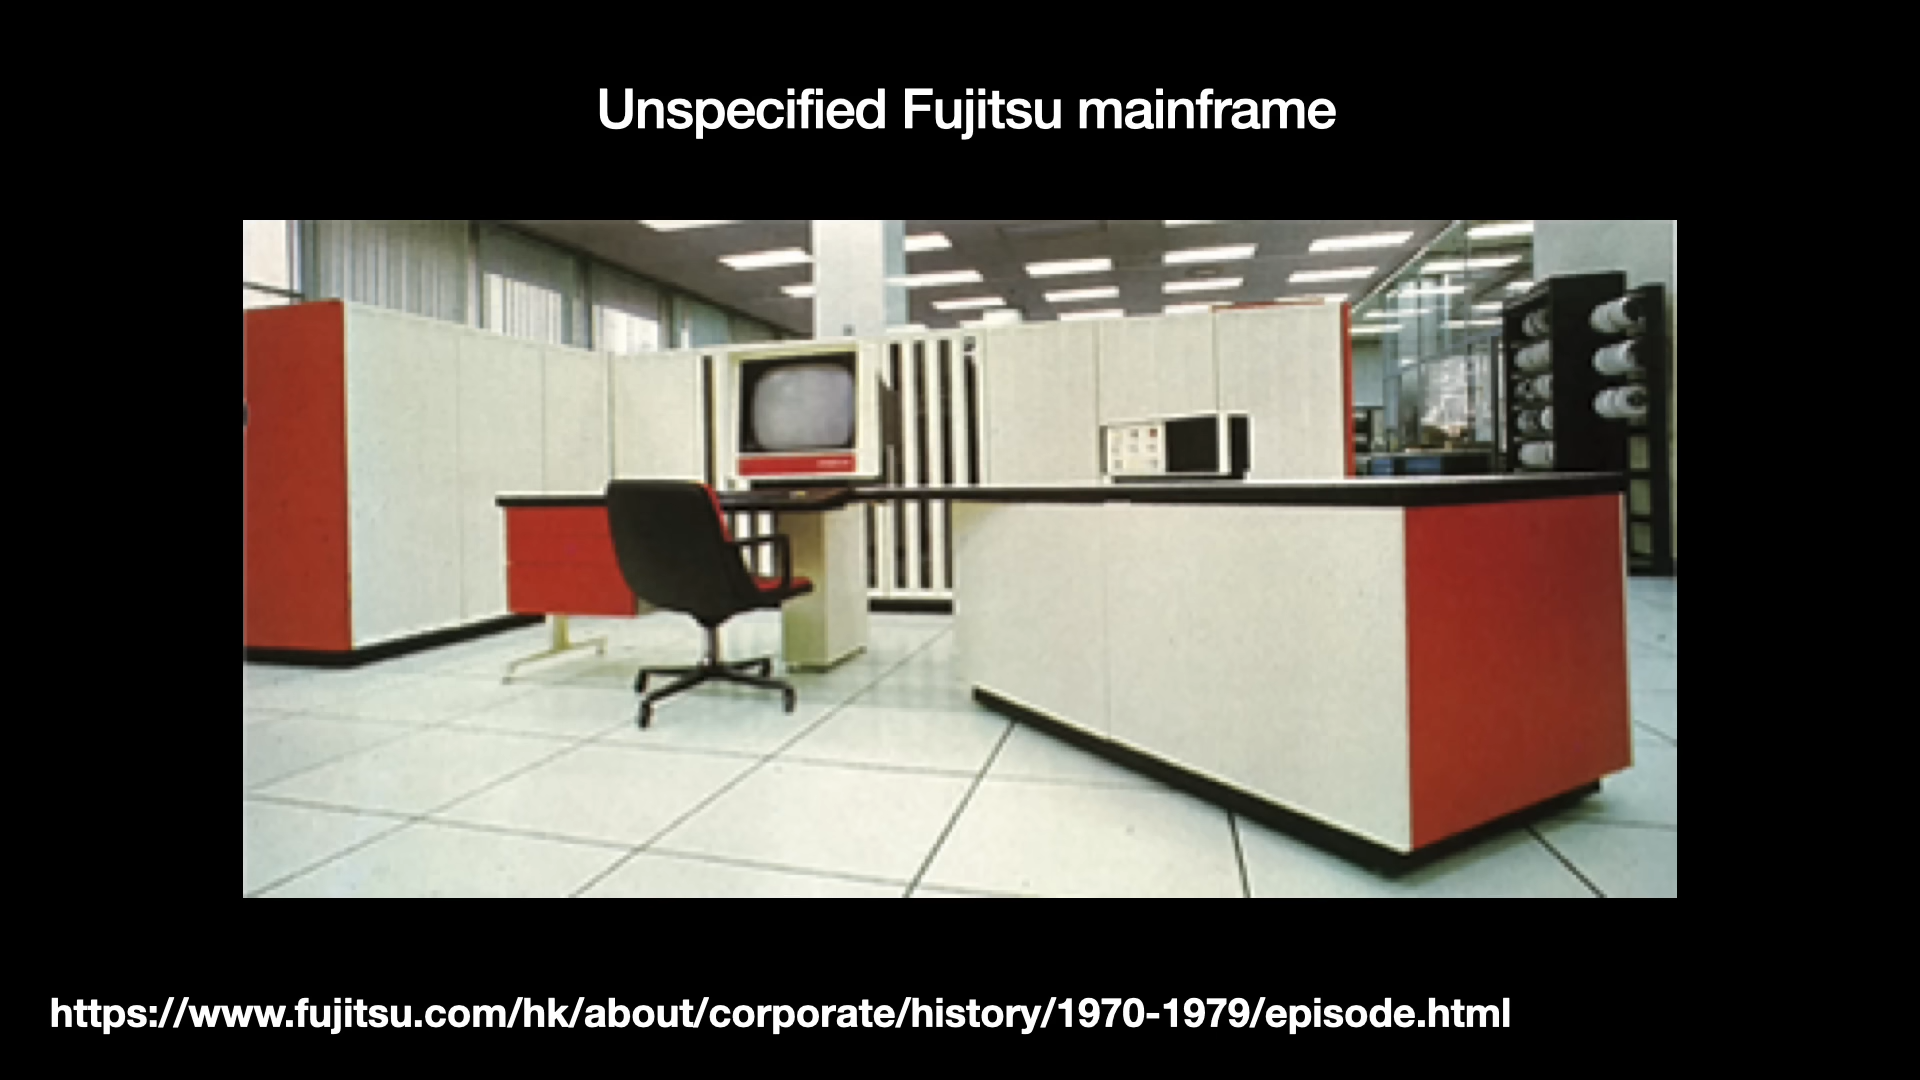 Unspecified Fujitsu mainframe
https://www.fujitsu.com/hk/about/corporate/history/1970-1979/episode.html